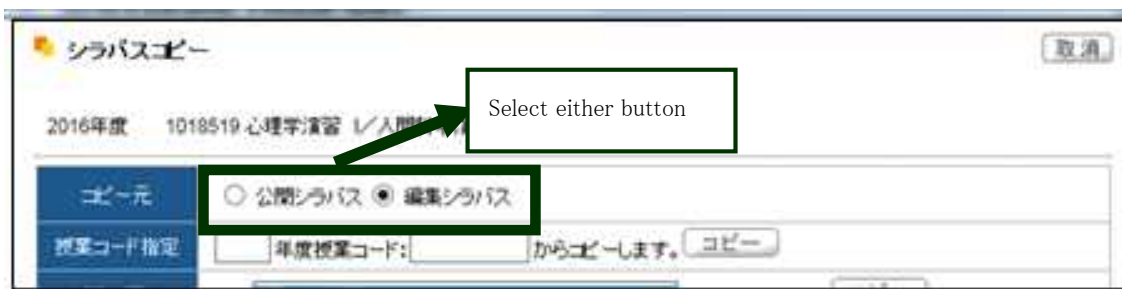 シラバスコピー
取消
Select either button
2016年度 1018519 心理学演習 I／人間
コピー元 ○ 公開シラバス ◉ 編集シラバス
授業コード指定 年度授業コード: からコピーします。 コピー